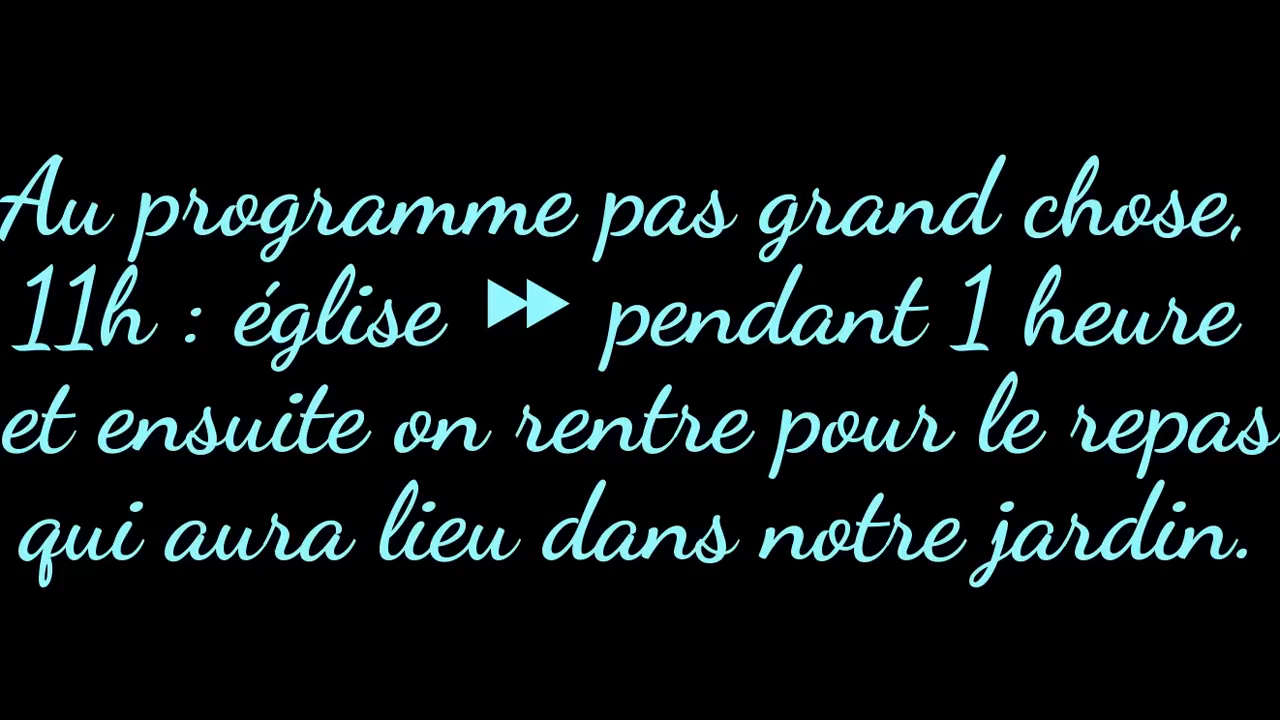 Au programme pas grand chose,
11h : église ⏩ pendant 1 heure
et ensuite on rentre pour le repas
qui aura lieu dans notre jardin.